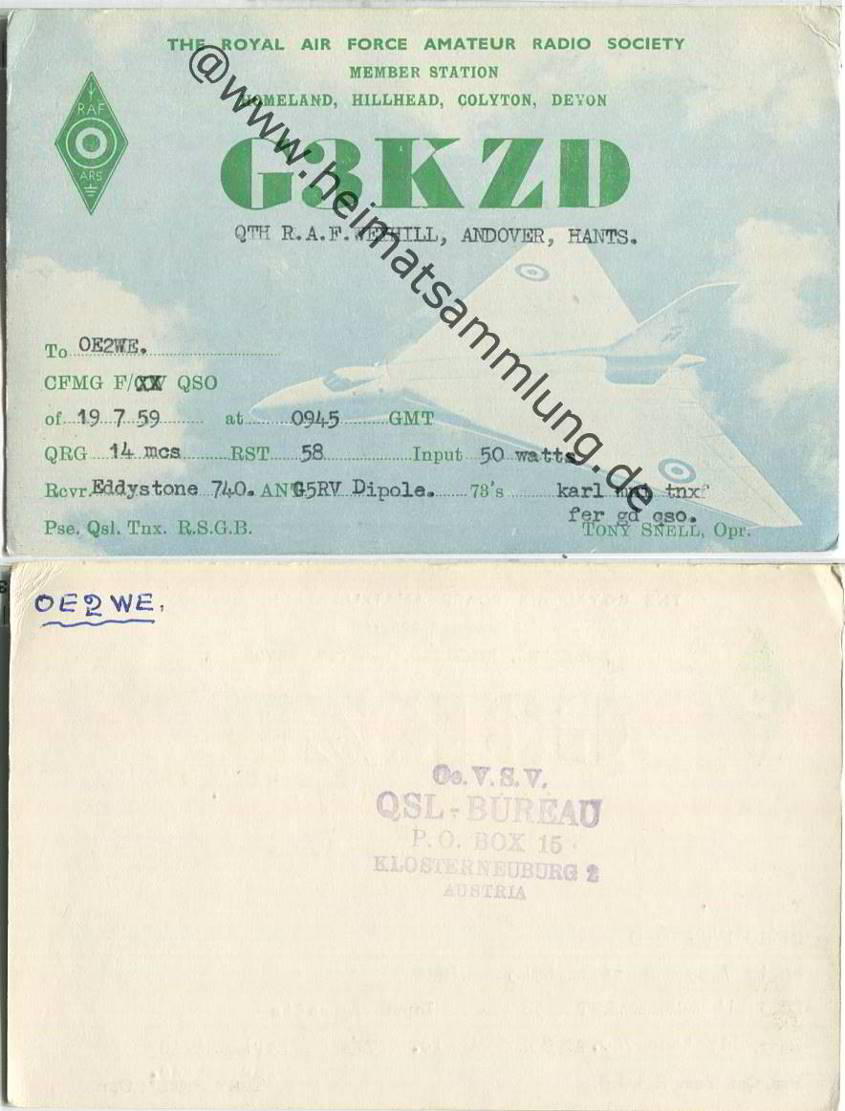 THE ROYAL AIR FORCE AMATEUR RADIO SOCIETY
MEMBER STATION
HOMELAND, HILLHEAD, COLYTON, DEVON
RAF
ARS
G3KZD
QTH R.A.F.WEYHILL, ANDOVER, HANTS.
@www.heimatsammlung.de
To OE2WE.
CFMG F/ QSO
of 19 7 59 at 0945 GMT
QRG 14 mcs RST 58 Input 50 watts
Rcvr. Eddystone 740. ANT G5RV Dipole. 73's karl mni tnx
fer gd qso.
Pse. Qsl. Tnx. R.S.G.B. TONY SNELL, Opr.
OE2WE.
Oe.V.S.V.
QSL-BUREAU
P.O. BOX 15
KLOSTERNEUBURG 2
AUSTRIA